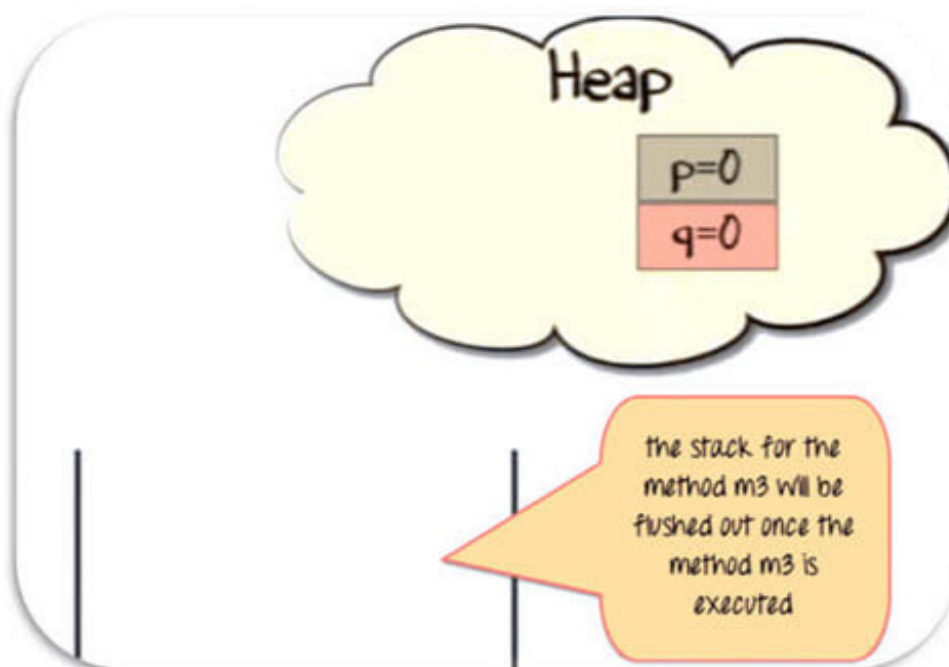 Heap
p=0
q=0
the stack for the
method m3 will be
flushed out once the
method m3 is
executed